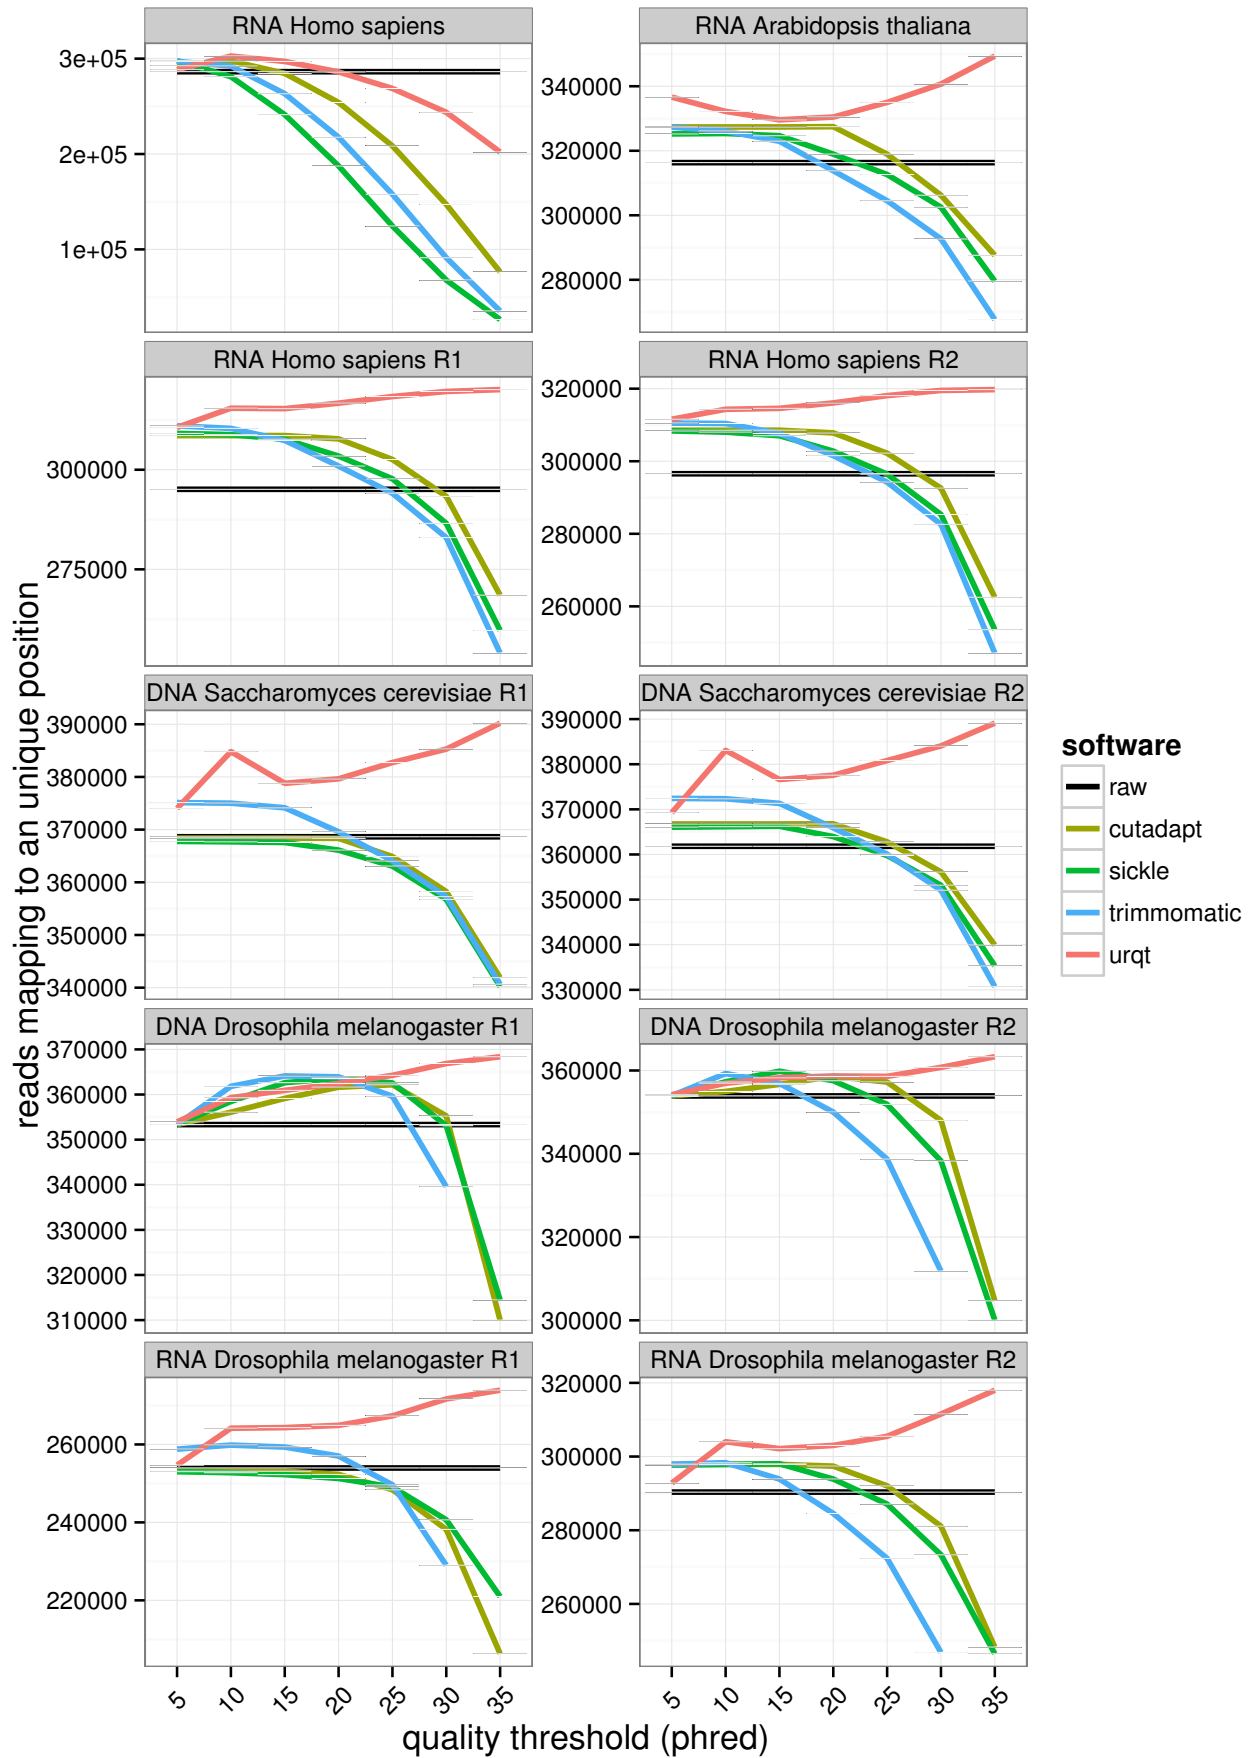 RNA Homo sapiens
RNA Arabidopsis thaliana
3e+05
2e+05
1e+05
340000
320000
300000
280000
RNA Homo sapiens R1
RNA Homo sapiens R2
300000
275000
320000
300000
280000
260000
DNA Saccharomyces cerevisiae R1
DNA Saccharomyces cerevisiae R2
390000
380000
370000
360000
350000
340000
390000
380000
370000
360000
350000
340000
330000
DNA Drosophila melanogaster R1
DNA Drosophila melanogaster R2
370000
360000
350000
340000
330000
320000
310000
360000
340000
320000
300000
RNA Drosophila melanogaster R1
RNA Drosophila melanogaster R2
260000
240000
220000
320000
300000
280000
260000
5 10 15 20 25 30 35
5 10 15 20 25 30 35
quality threshold (phred)
reads mapping to an unique position
software
raw
cutadapt
sickle
trimmomatic
urqt